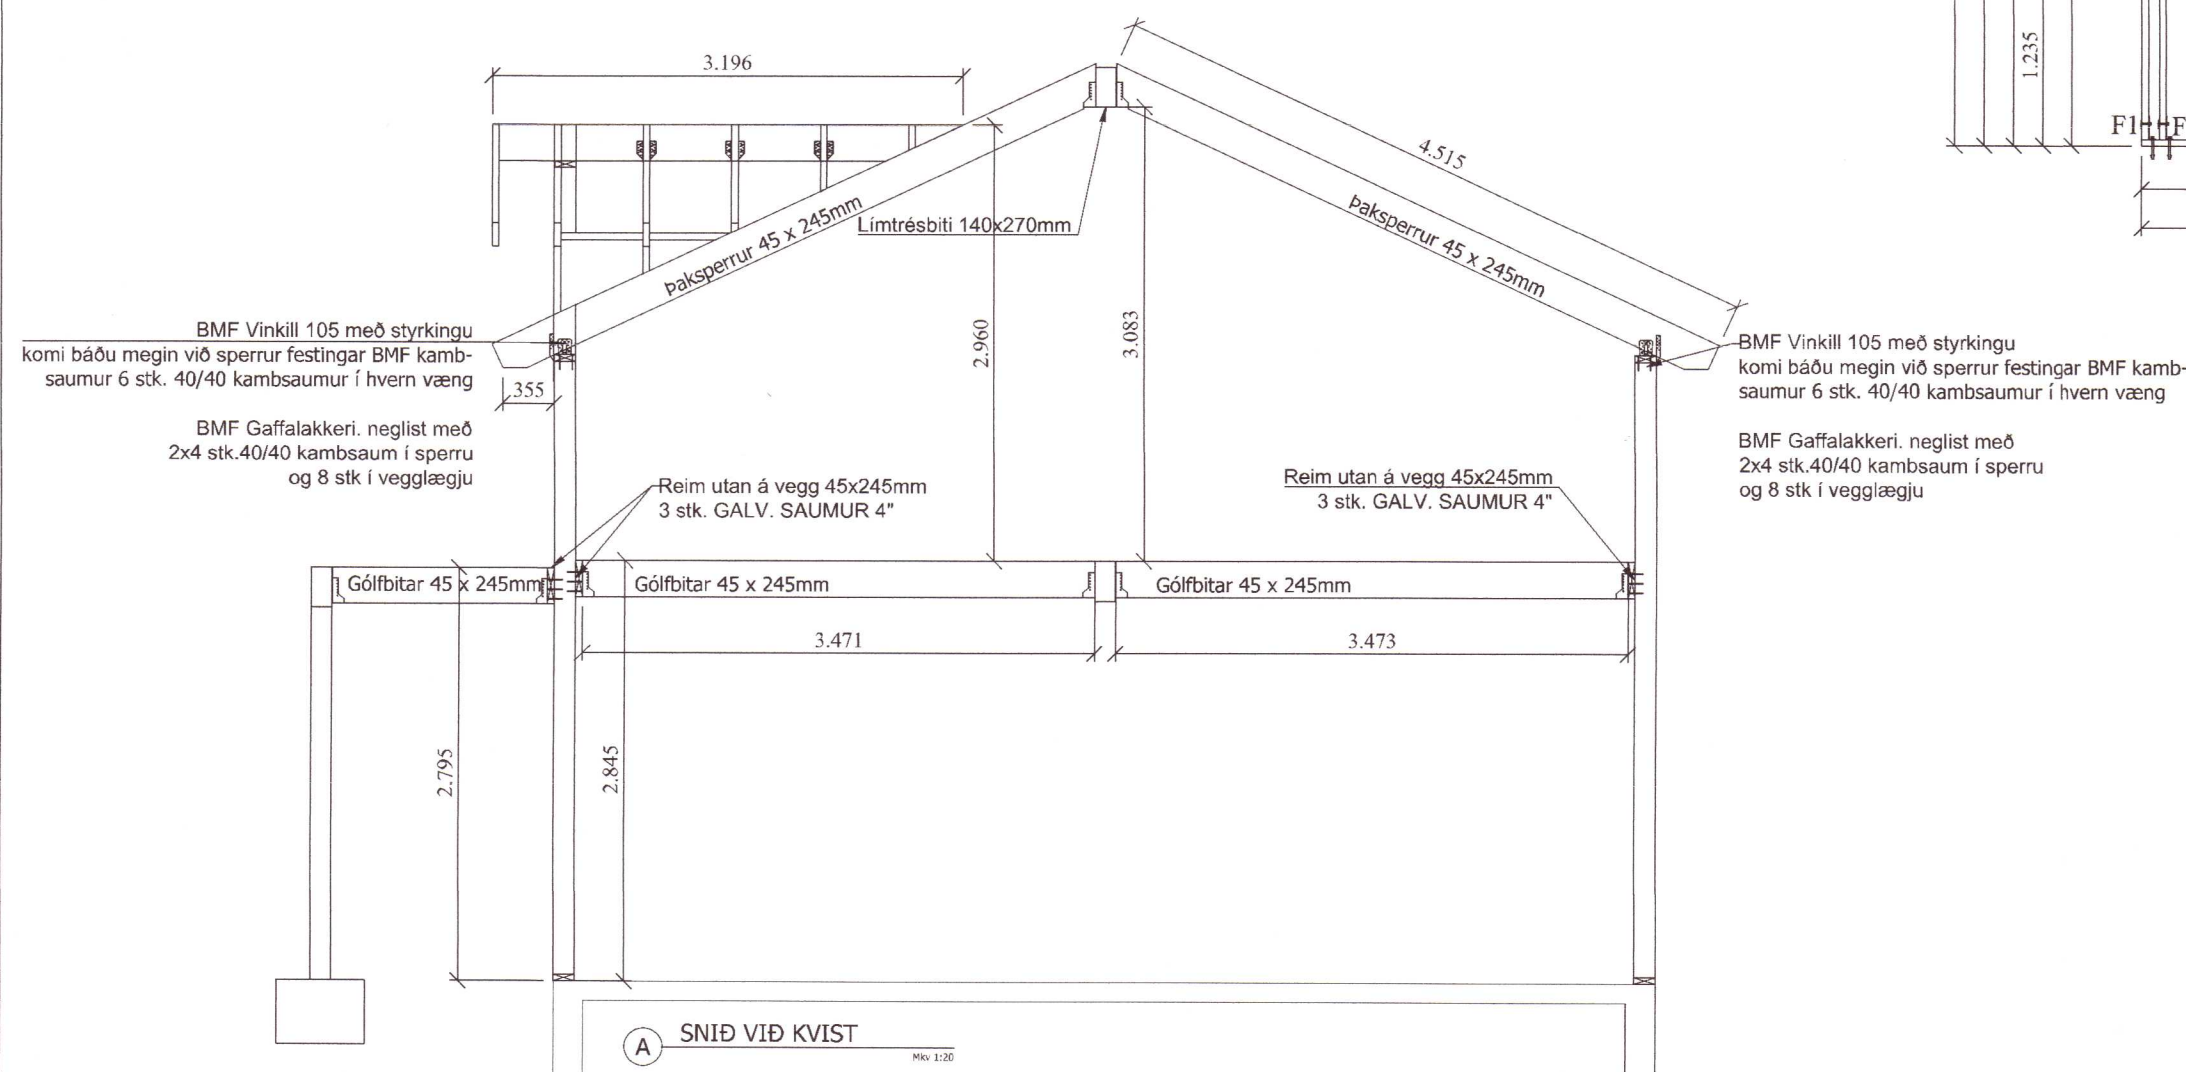 3.196
4.515
1.235
F1
F
Þaksperrur 45 x 245mm
Límtrésbiti 140x270mm
Þaksperrur 45 x 245mm
2.960
3.083
BMF Vinkill 105 með styrkingu
komi báðu megin við sperrur festingar BMF kamb-
saumur 6 stk. 40/40 kambsaumur í hvern væng
355
BMF Gaffalakkeri. neglist með
2x4 stk.40/40 kambsaum í sperru
og 8 stk í vegglægju
BMF Vinkill 105 með styrkingu
komi báðu megin við sperrur festingar BMF kamb-
saumur 6 stk. 40/40 kambsaumur í hvern væng
BMF Gaffalakkeri. neglist með
2x4 stk.40/40 kambsaum í sperru
og 8 stk í vegglægju
Reim utan á vegg 45x245mm
3 stk. GALV. SAUMUR 4"
Reim utan á vegg 45x245mm
3 stk. GALV. SAUMUR 4"
Gólfbitar 45 x 245mm
Gólfbitar 45 x 245mm
Gólfbitar 45 x 245mm
3.471
3.473
2.795
2.845
A SNIÐ VIÐ KVIST
Mkv 1:20